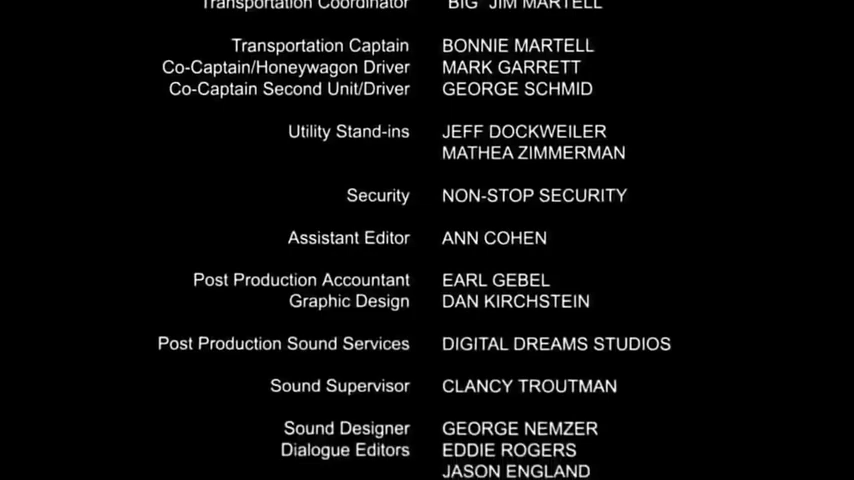 Transportation Coordinator "BIG" JIM MARTELL
Transportation Captain BONNIE MARTELL
Co-Captain/Honeywagon Driver MARK GARRETT
Co-Captain Second Unit/Driver GEORGE SCHMID
Utility Stand-ins JEFF DOCKWEILER
MATHEA ZIMMERMAN
Security NON-STOP SECURITY
Assistant Editor ANN COHEN
Post Production Accountant EARL GEBEL
Graphic Design DAN KIRCHSTEIN
Post Production Sound Services DIGITAL DREAMS STUDIOS
Sound Supervisor CLANCY TROUTMAN
Sound Designer GEORGE NEMZER
Dialogue Editors EDDIE ROGERS
JASON ENGLAND